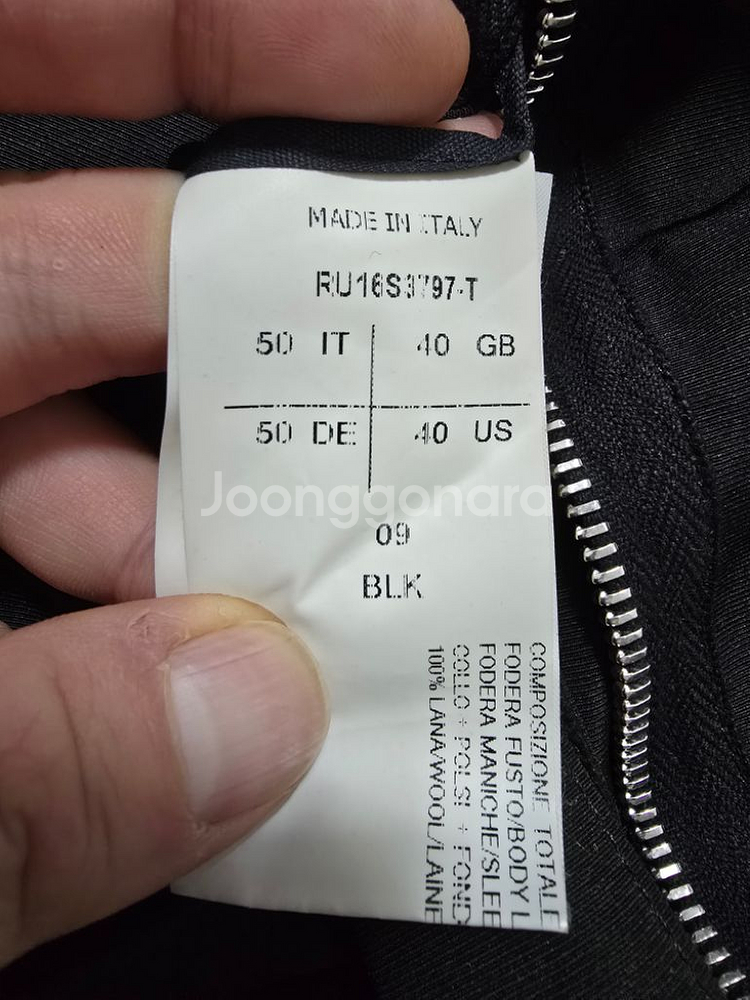 MADE IN ITALY
RU16S3797-T
50 IT 40 GB
50 DE 40 US
Joonggonara
09
BLK
COMPOSIZIONE TOTALE
FODERA FUSTO/BODY L
FODERA MANICHE/SLEE
COLLO + POLSI + FOND
100% LANA/WOOL/LAINE